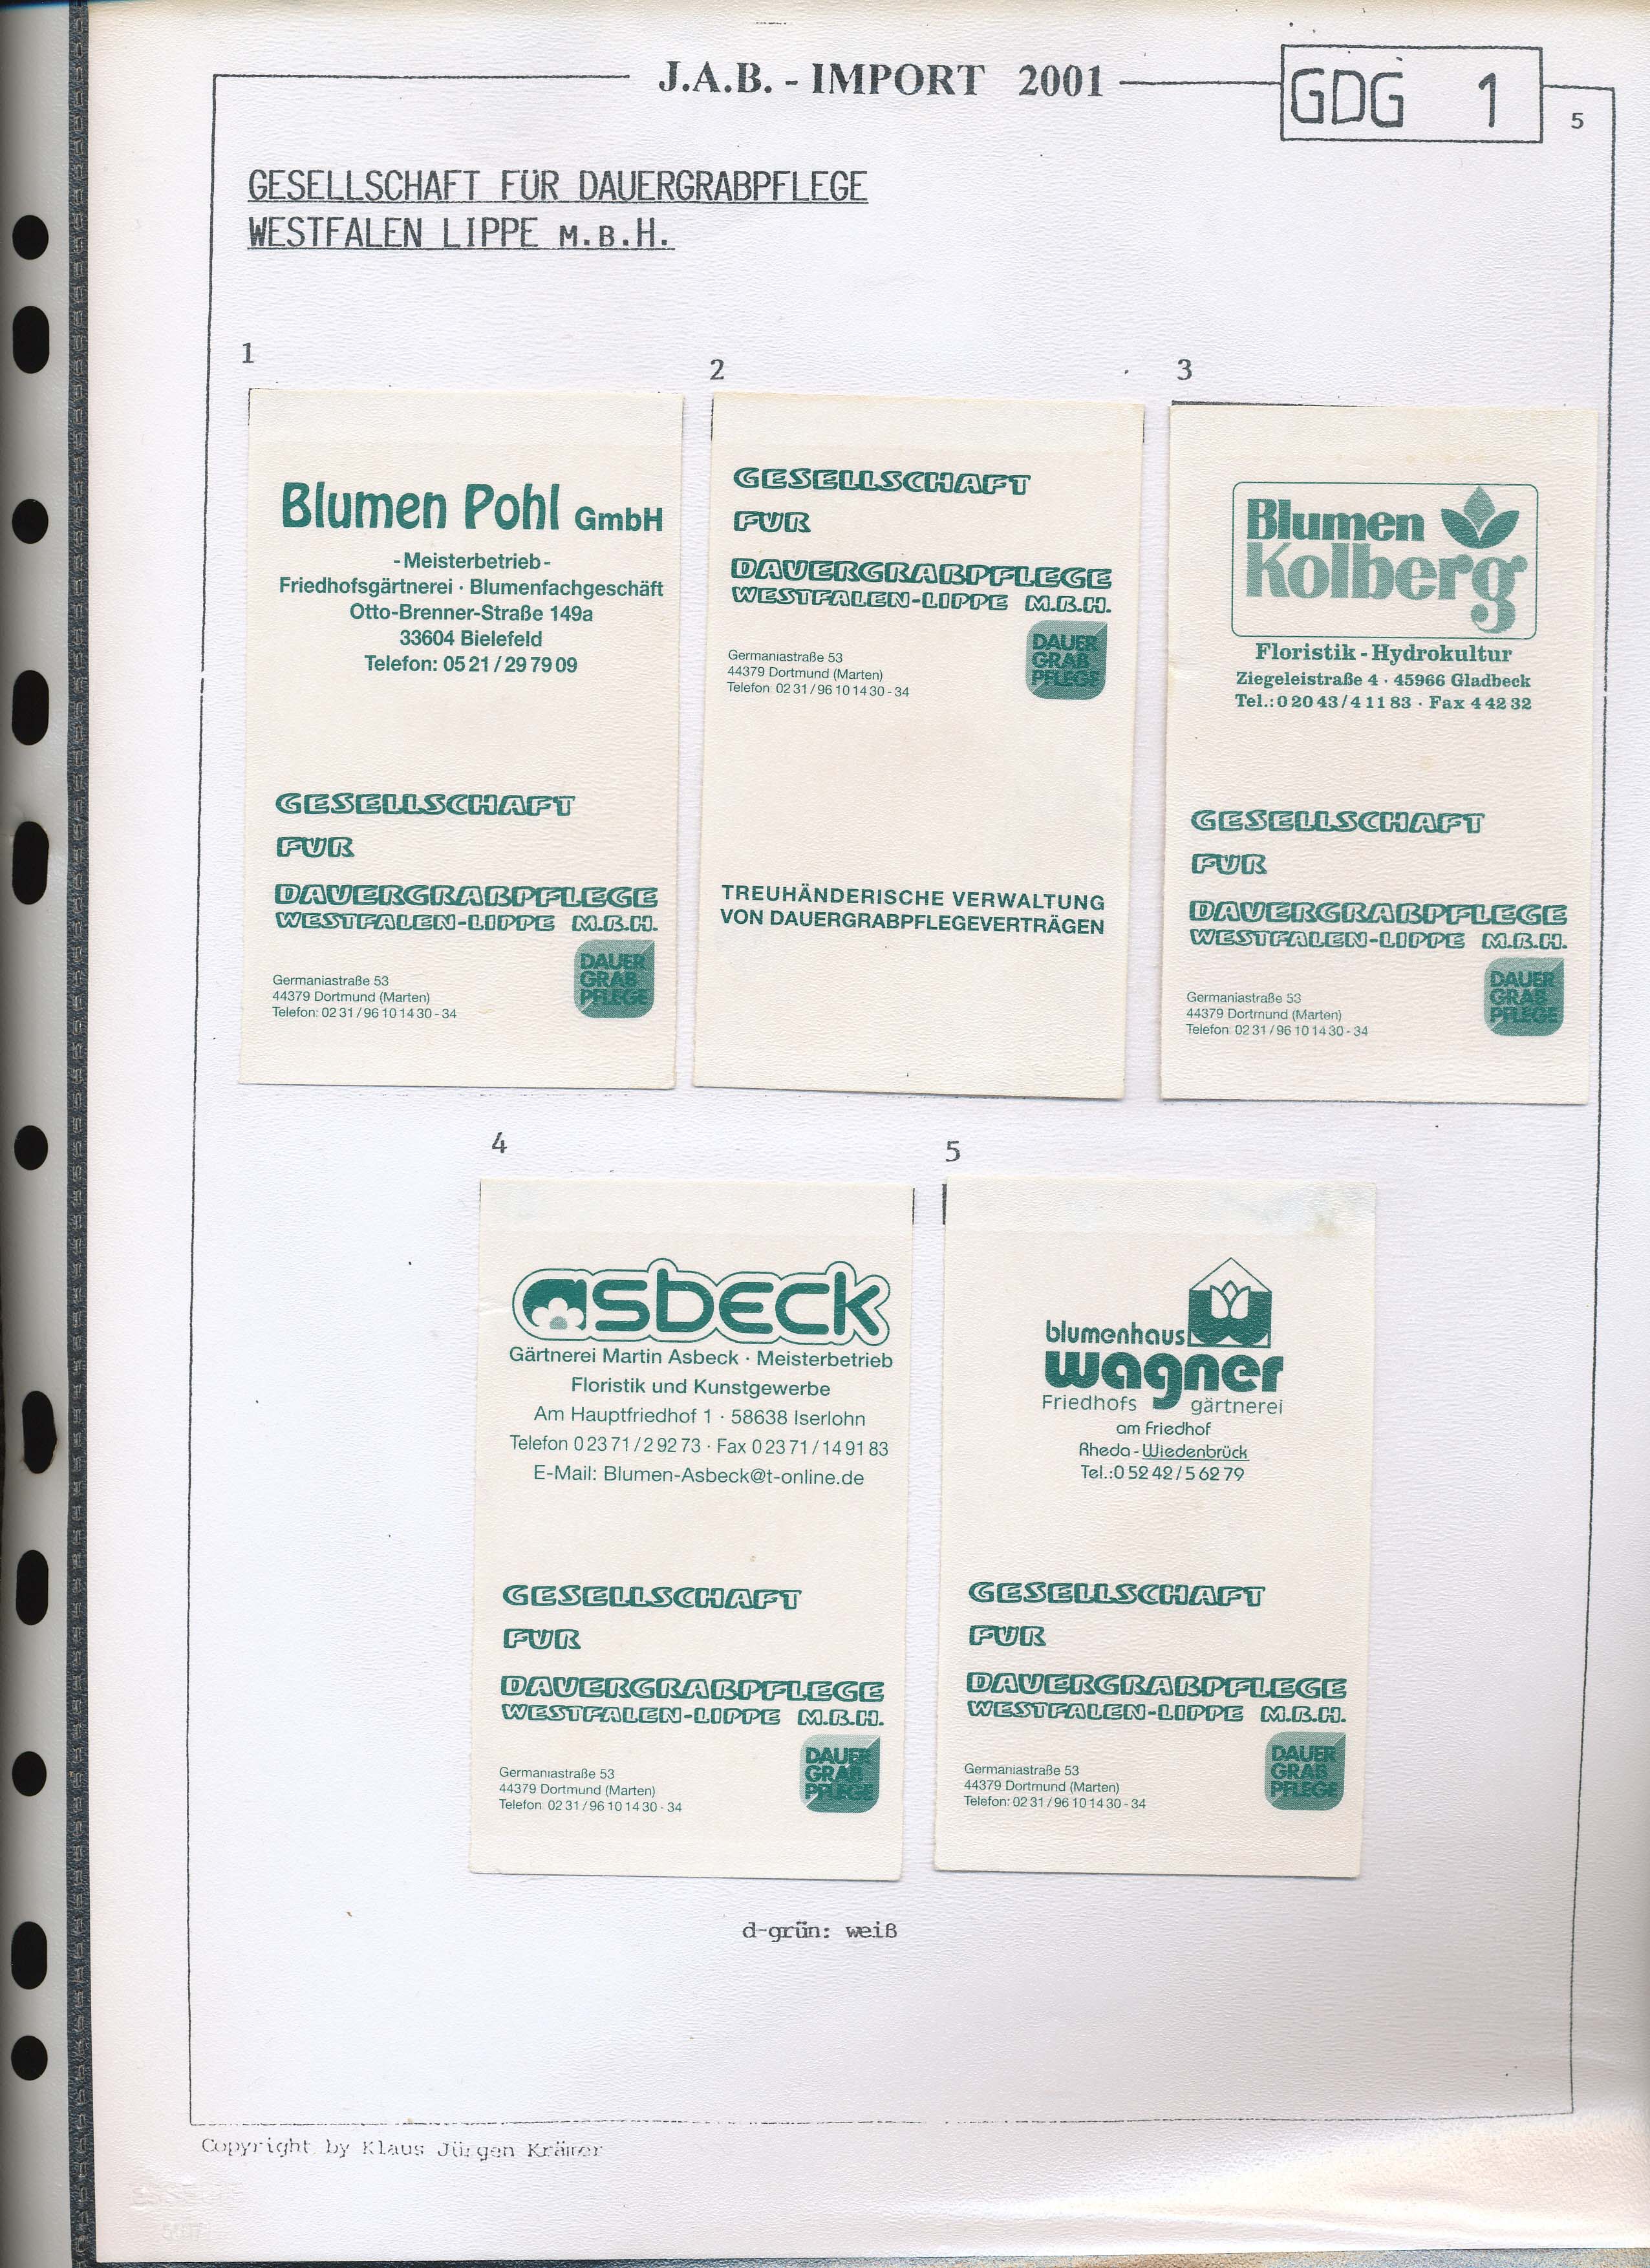 J.A.B. - IMPORT 2001
GDG 1
5
GESELLSCHAFT FÜR DAUERGRABPFLEGE
WESTFALEN LIPPE M.B.H.
1
Blumen Pohl GmbH
-Meisterbetrieb-
Friedhofsgärtnerei · Blumenfachgeschäft
Otto-Brenner-Straße 149a
33604 Bielefeld
Telefon: 05 21 / 29 79 09
GESELLSCHAFT
FUR
DAUERGRABPFLEGE
WESTFALEN-LIPPE M.B.H.
Germaniastraße 53
44379 Dortmund (Marten)
Telefon: 02 31 / 96 10 14 30 - 34
DAUER
GRAB
PFLEGE
2
GESELLSCHAFT
FUR
DAUERGRABPFLEGE
WESTFALEN-LIPPE M.B.H.
Germaniastraße 53
44379 Dortmund (Marten)
Telefon: 02 31 / 96 10 14 30 - 34
DAUER
GRAB
PFLEGE
TREUHÄNDERISCHE VERWALTUNG
VON DAUERGRABPFLEGEVERTRÄGEN
3
Blumen
Kolberg
Floristik - Hydrokultur
Ziegeleistraße 4 · 45966 Gladbeck
Tel.: 0 20 43 / 4 11 83 · Fax 4 42 32
GESELLSCHAFT
FUR
DAUERGRABPFLEGE
WESTFALEN-LIPPE M.B.H.
Germaniastraße 53
44379 Dortmund (Marten)
Telefon: 02 31 / 96 10 14 30 - 34
DAUER
GRAB
PFLEGE
4
asbeck
Gärtnerei Martin Asbeck · Meisterbetrieb
Floristik und Kunstgewerbe
Am Hauptfriedhof 1 · 58638 Iserlohn
Telefon 0 23 71 / 2 92 73 · Fax 0 23 71 / 14 91 83
E-Mail: Blumen-Asbeck@t-online.de
GESELLSCHAFT
FUR
DAUERGRABPFLEGE
WESTFALEN-LIPPE M.B.H.
Germaniastraße 53
44379 Dortmund (Marten)
Telefon: 02 31 / 96 10 14 30 - 34
DAUER
GRAB
PFLEGE
5
blumenhaus
wagner
Friedhofs gärtnerei
am Friedhof
Rheda - Wiedenbrück
Tel.: 0 52 42 / 5 62 79
GESELLSCHAFT
FUR
DAUERGRABPFLEGE
WESTFALEN-LIPPE M.B.H.
Germaniastraße 53
44379 Dortmund (Marten)
Telefon: 02 31 / 96 10 14 30 - 34
DAUER
GRAB
PFLEGE
d-grün: weiß
Copyright by Klaus Jürgen Krämer